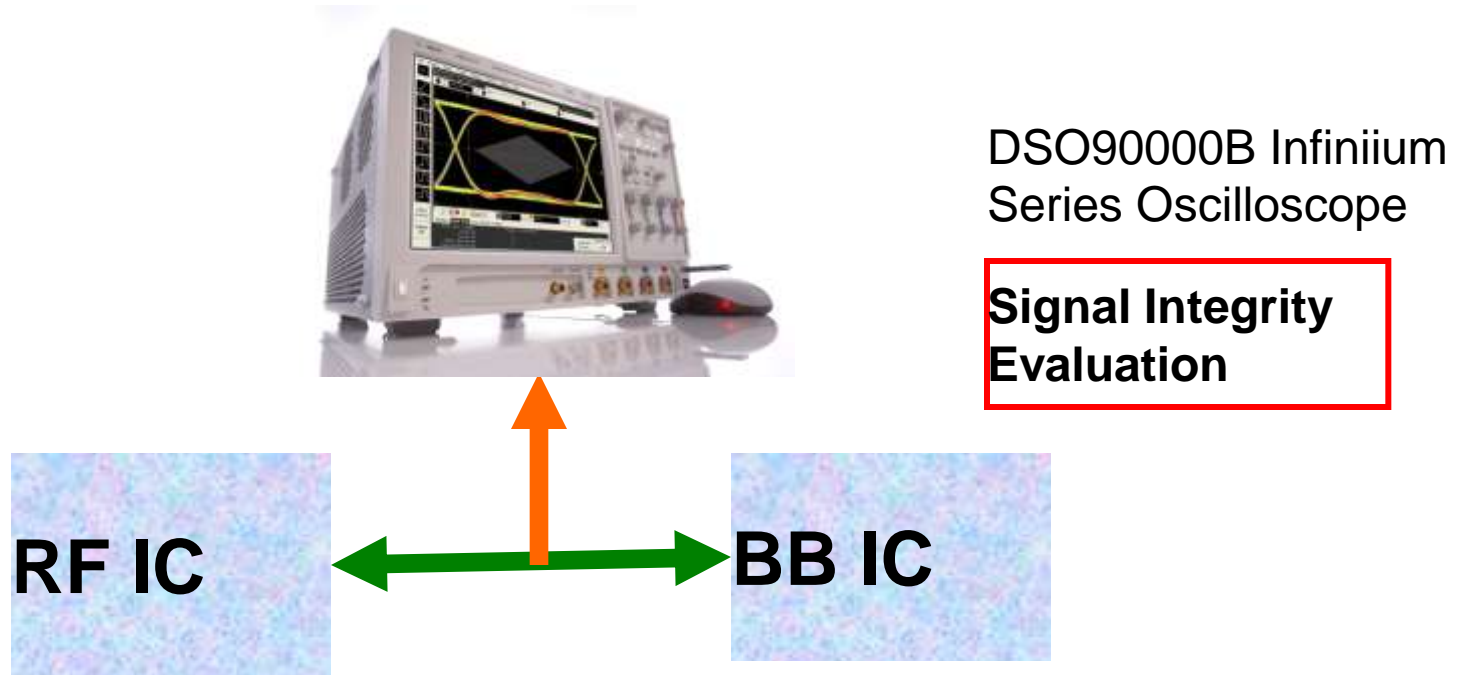 DSO90000B Infiniium
Series Oscilloscope
Signal Integrity
Evaluation
RF IC
BB IC